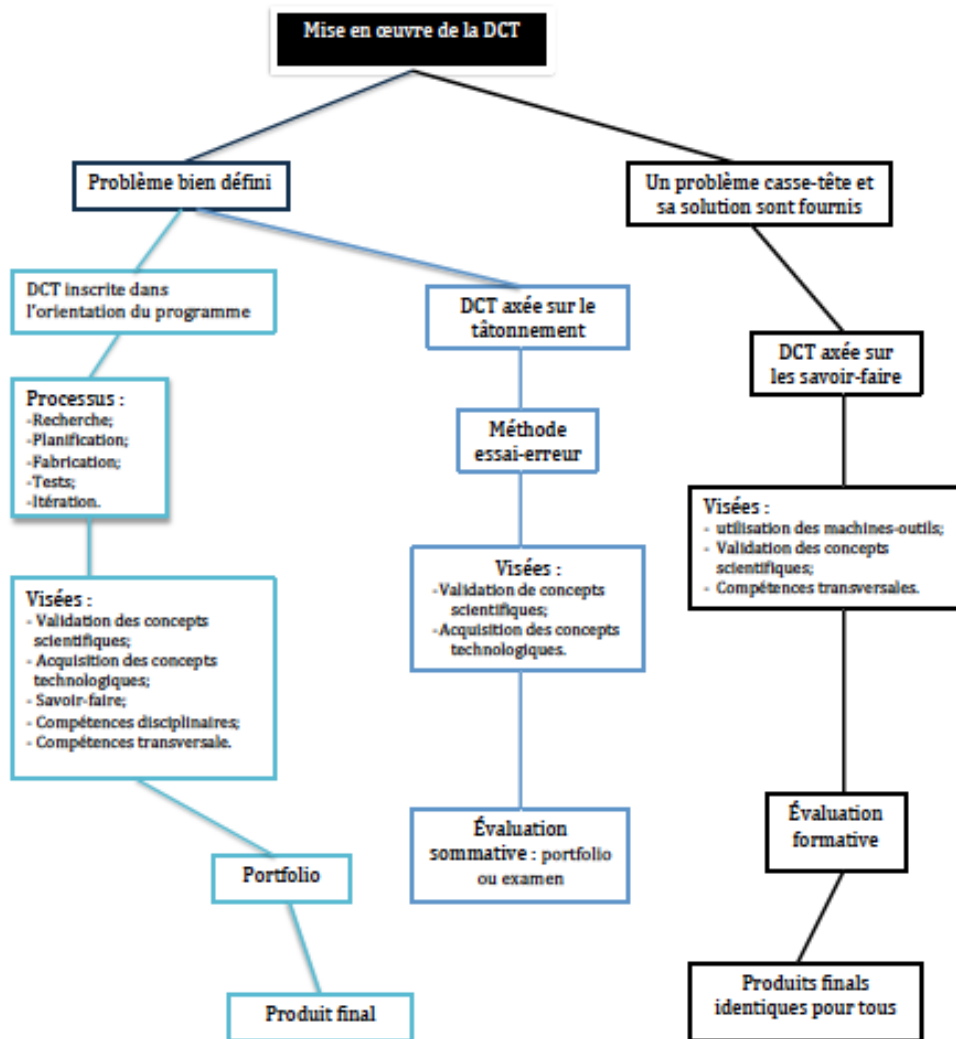 Mise en œuvre de la DCT
Problème bien défini
Un problème casse-tête et
sa solution sont fournis
DCT inscrite dans
l'orientation du programme
DCT axée sur le
tâtonnement
DCT axée sur
les savoir-faire
Processus :
-Recherche;
-Planification;
-Fabrication;
-Tests;
-Itération.
Méthode
essai-erreur
Visées :
- utilisation des machines-outils;
- Validation des concepts
scientifiques;
- Compétences transversales.
Visées :
- Validation des concepts
scientifiques;
- Acquisition des concepts
technologiques;
- Savoir-faire;
- Compétences disciplinaires;
- Compétences transversale.
Visées :
-Validation de concepts
scientifiques;
-Acquisition des concepts
technologiques.
Évaluation
sommative : portfolio
ou examen
Évaluation
formative
Portfolio
Produit final
Produits finals
identiques pour tous